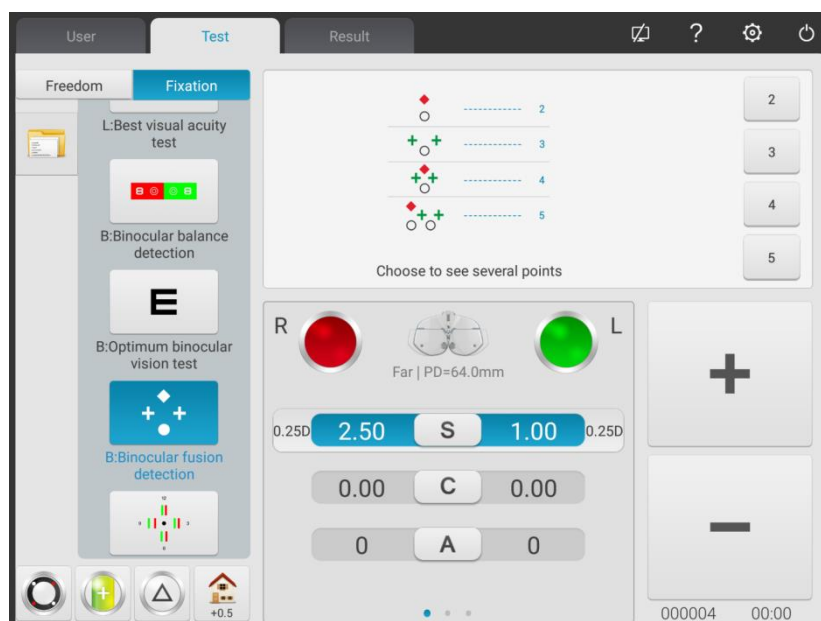 User
Test
Result
?
Freedom
Fixation
L:Best visual acuity
test
B:Binocular balance
detection
E
B:Optimum binocular
vision test
B:Binocular fusion
detection
+0.5
2
3
4
5
Choose to see several points
2
3
4
5
R
L
Far | PD=64.0mm
0.25D 2.50 S 1.00 0.25D
0.00 C 0.00
0 A 0
000004 00:00